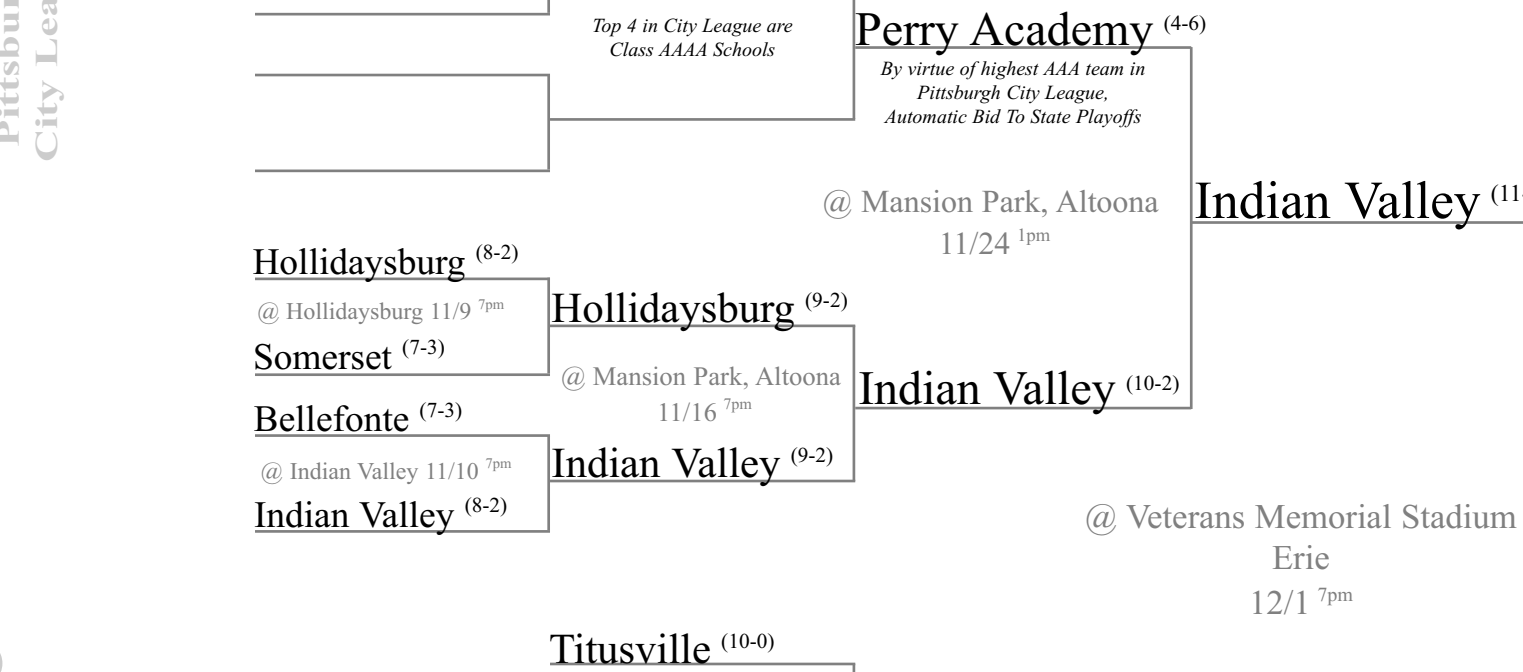 Top 4 in City League are
Class AAAA Schools
Perry Academy (4-6)
By virtue of highest AAA team in
Pittsburgh City League,
Automatic Bid To State Playoffs
City
@ Mansion Park, Altoona
11/24 1pm
Indian Valley (11-
Hollidaysburg (8-2)
@ Hollidaysburg 11/9 7pm
Somerset (7-3)
Hollidaysburg (9-2)
@ Mansion Park, Altoona
11/16 7pm
Indian Valley (10-2)
Bellefonte (7-3)
@ Indian Valley 11/10 7pm
Indian Valley (8-2)
Indian Valley (9-2)
@ Veterans Memorial Stadium
Erie
12/1 7pm
Titusville (10-0)